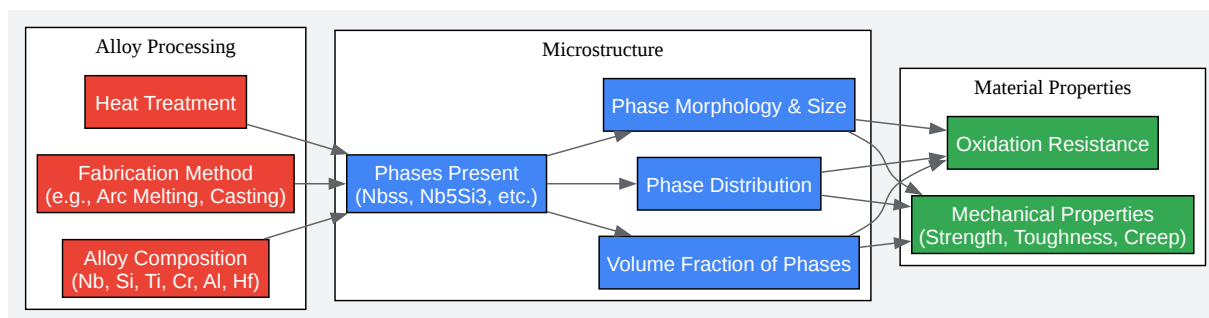 Alloy Processing
Heat Treatment
Fabrication Method
(e.g., Arc Melting, Casting)
Alloy Composition
(Nb, Si, Ti, Cr, Al, Hf)
Microstructure
Phases Present
(Nbss, Nb5Si3, etc.)
Phase Morphology & Size
Phase Distribution
Volume Fraction of Phases
Material Properties
Oxidation Resistance
Mechanical Properties
(Strength, Toughness, Creep)